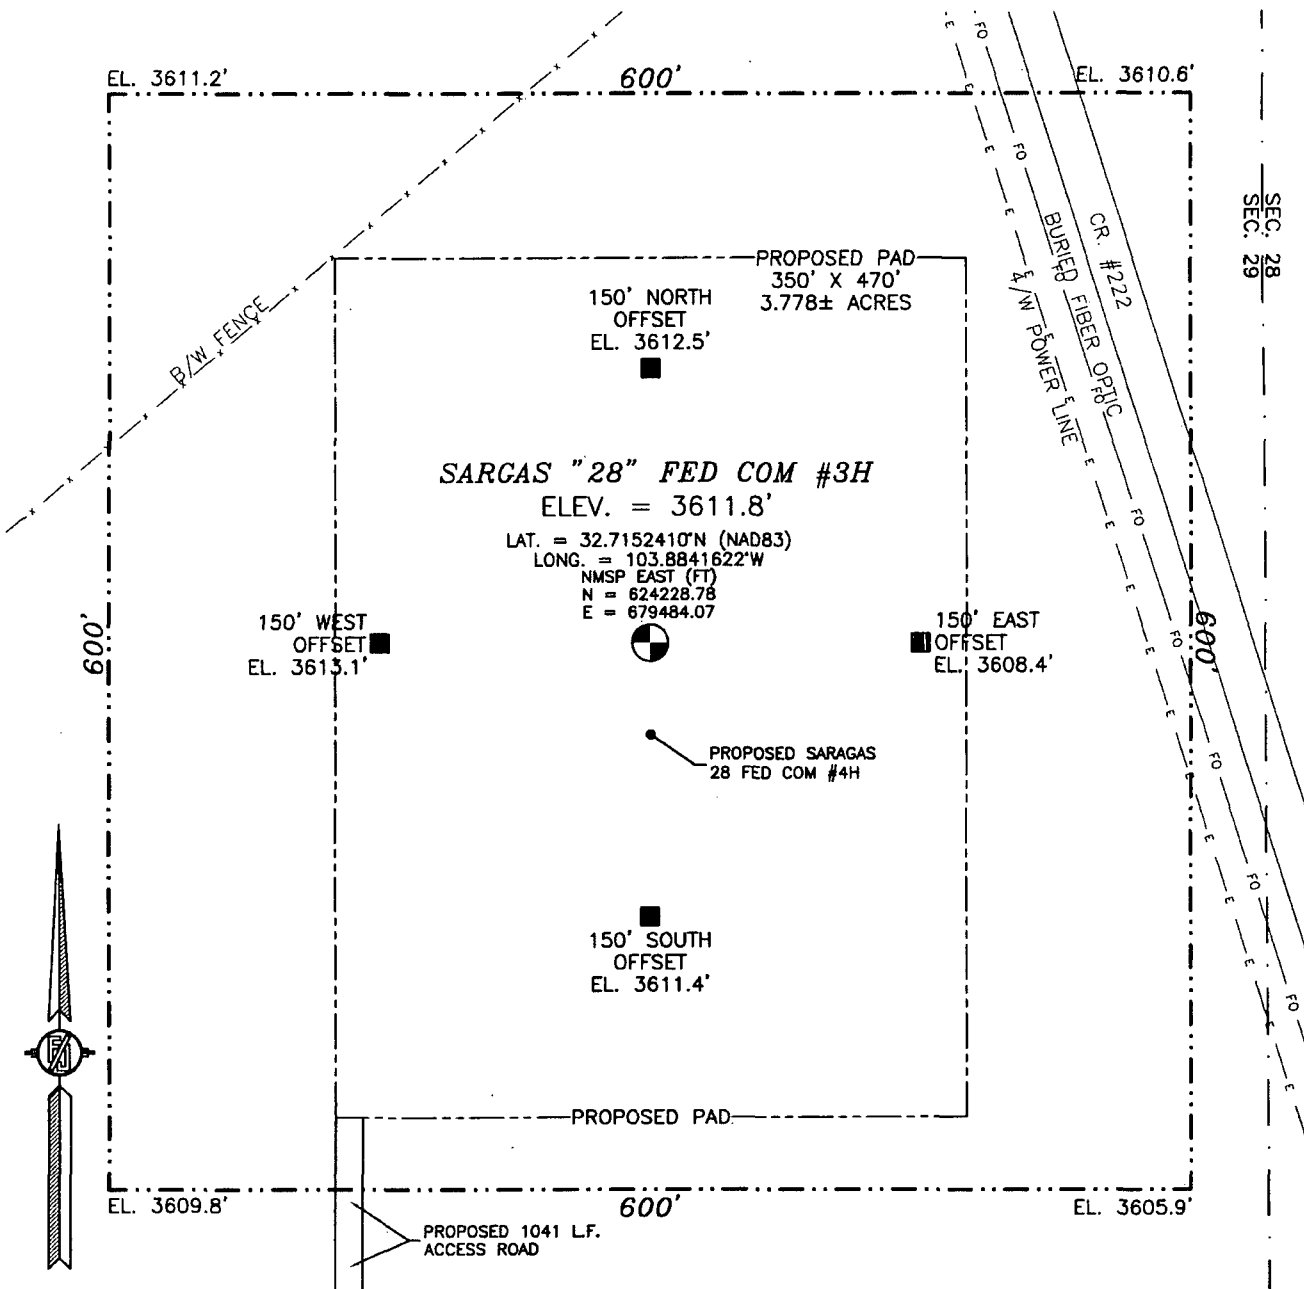 EL. 3611.2'
600'
EL. 3610.6'
E
FO
E
E
FO
E
E
FO
E
SEC. 28
SEC. 29
CR. #222
BURIED FIBER OPTIC
4/W POWER LINE
B/W FENCE
PROPOSED PAD
350' X 470'
3.778± ACRES
150' NORTH
OFFSET
EL. 3612.5'
SARGAS "28" FED COM #3H
ELEV. = 3611.8'
LAT. = 32.7152410°N (NAD83)
LONG. = 103.8841622°W
NMSP EAST (FT)
N = 624228.78
E = 679484.07
600'
150' WEST
OFFSET
EL. 3613.1'
150' EAST
OFFSET
EL. 3608.4'
600'
PROPOSED SARAGAS
28 FED COM #4H
150' SOUTH
OFFSET
EL. 3611.4'
PROPOSED PAD
EL. 3609.8'
600'
EL. 3605.9'
PROPOSED 1041 L.F.
ACCESS ROAD